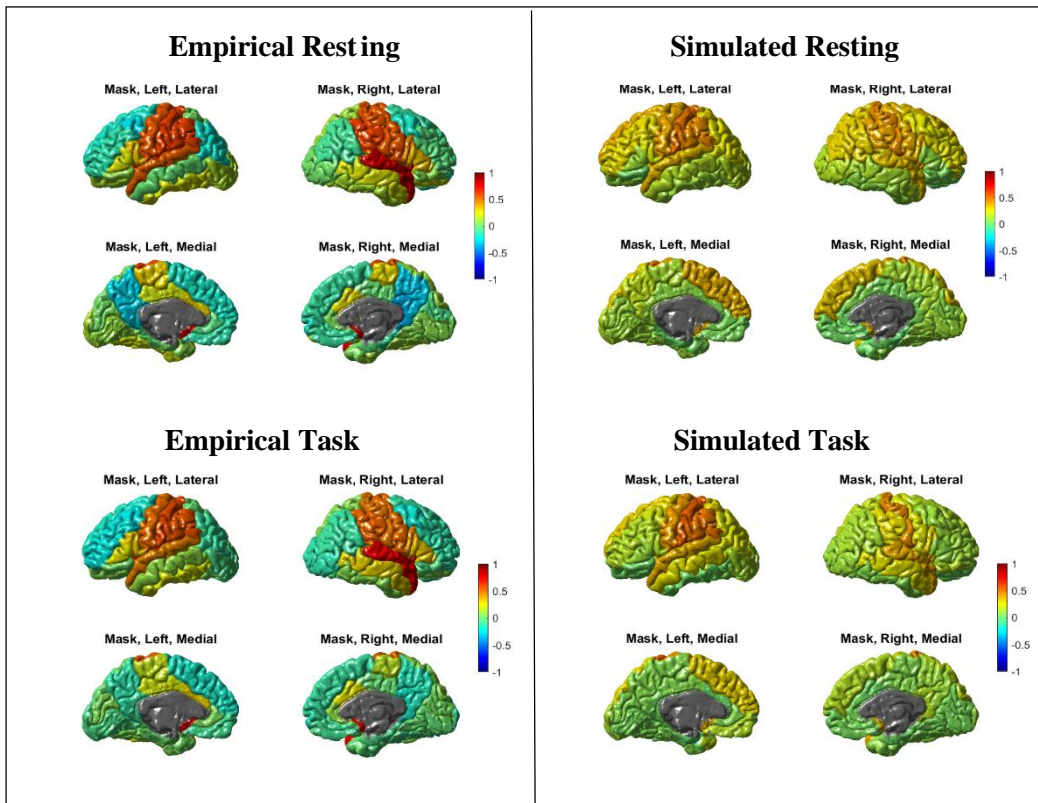 Empirical Resting
Mask, Left, Lateral
Mask, Right, Lateral
1
0.5
0
-0.5
-1
Mask, Left, Medial
Mask, Right, Medial
Simulated Resting
Mask, Left, Lateral
Mask, Right, Lateral
1
0.5
0
-0.5
-1
Mask, Left, Medial
Mask, Right, Medial
Empirical Task
Mask, Left, Lateral
Mask, Right, Lateral
1
0.5
0
-0.5
-1
Mask, Left, Medial
Mask, Right, Medial
Simulated Task
Mask, Left, Lateral
Mask, Right, Lateral
1
0.5
0
-0.5
-1
Mask, Left, Medial
Mask, Right, Medial